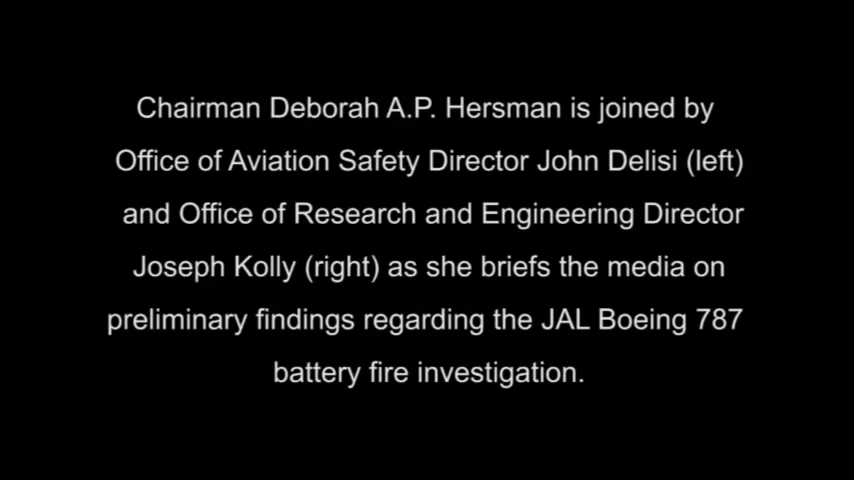 Chairman Deborah A.P. Hersman is joined by
Office of Aviation Safety Director John Delisi (left)
and Office of Research and Engineering Director
Joseph Kolly (right) as she briefs the media on
preliminary findings regarding the JAL Boeing 787
battery fire investigation.